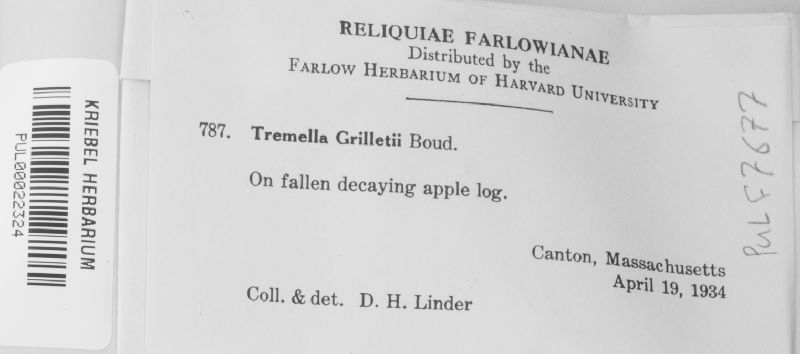 RELIQUIAE FARLOWIANAE
Distributed by the
FARLOW HERBARIUM OF HARVARD UNIVERSITY
787. Tremella Grilletii Boud.
On fallen decaying apple log.
Canton, Massachusetts
April 19, 1934
Coll. & det. D. H. Linder
KRIEBEL HERBARIUM
PUL00022324
PUL F7677